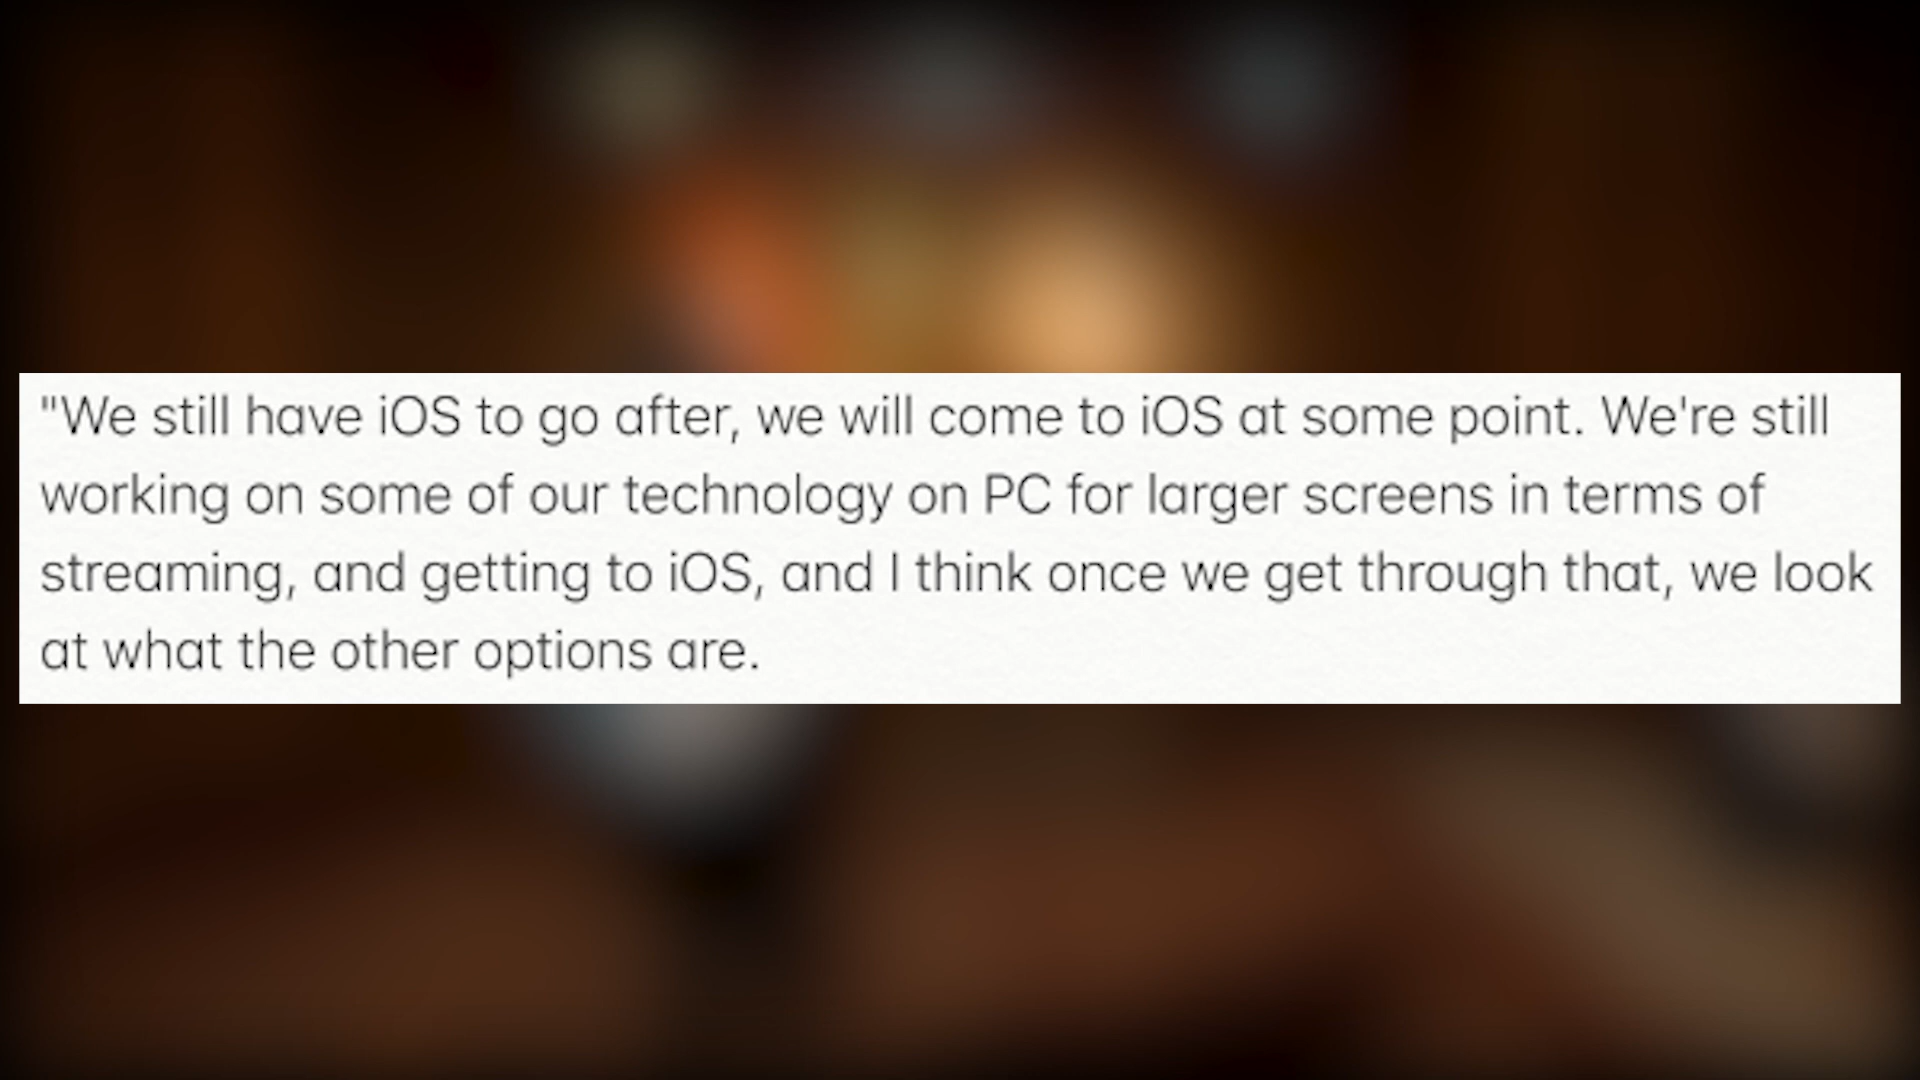 "We still have iOS to go after, we will come to iOS at some point. We're still
working on some of our technology on PC for larger screens in terms of
streaming, and getting to iOS, and I think once we get through that, we look
at what the other options are.